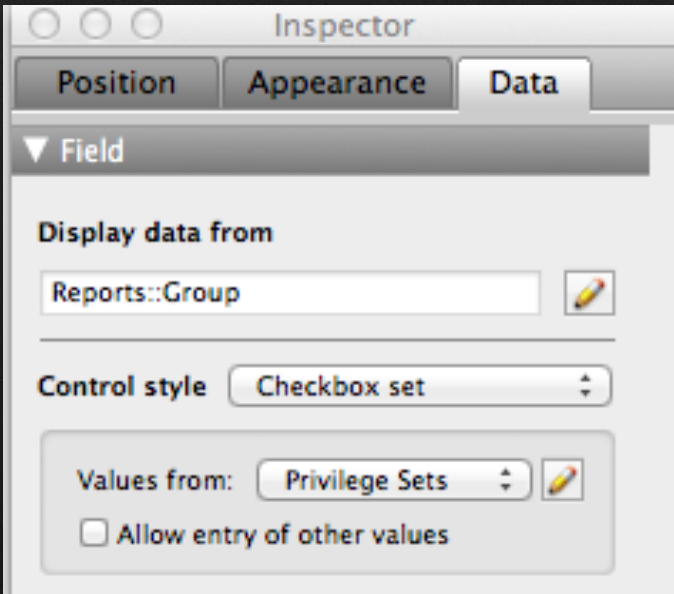 Inspector
Position Appearance Data
Field
Display data from
Reports::Group
Control style Checkbox set
Values from: Privilege Sets
Allow entry of other values